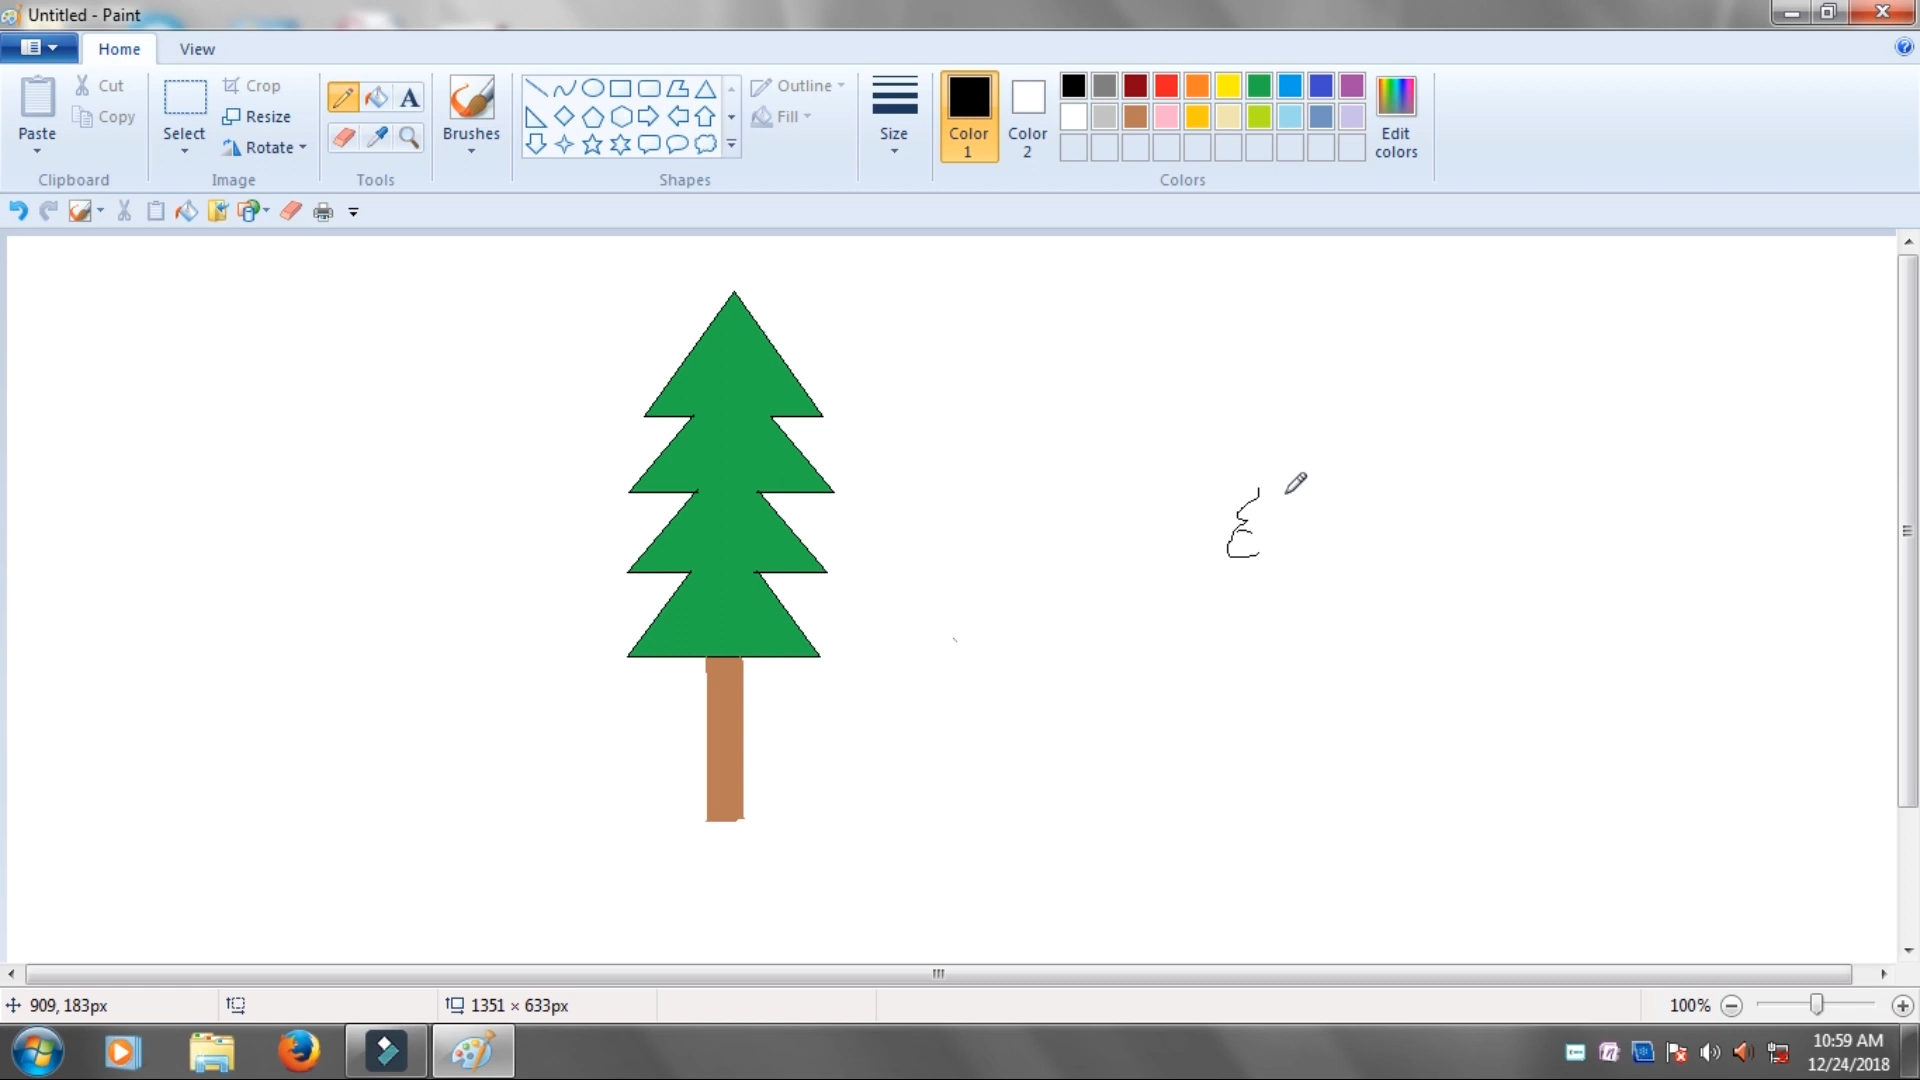 Untitled - Paint
Home View
Paste Cut Copy Clipboard
Select Crop Resize Rotate Image
Tools
Brushes
Shapes
Outline Fill
Size
Color 1 Color 2
Edit colors
Colors
909, 183px 1351 × 633px 100%
10:59 AM
12/24/2018